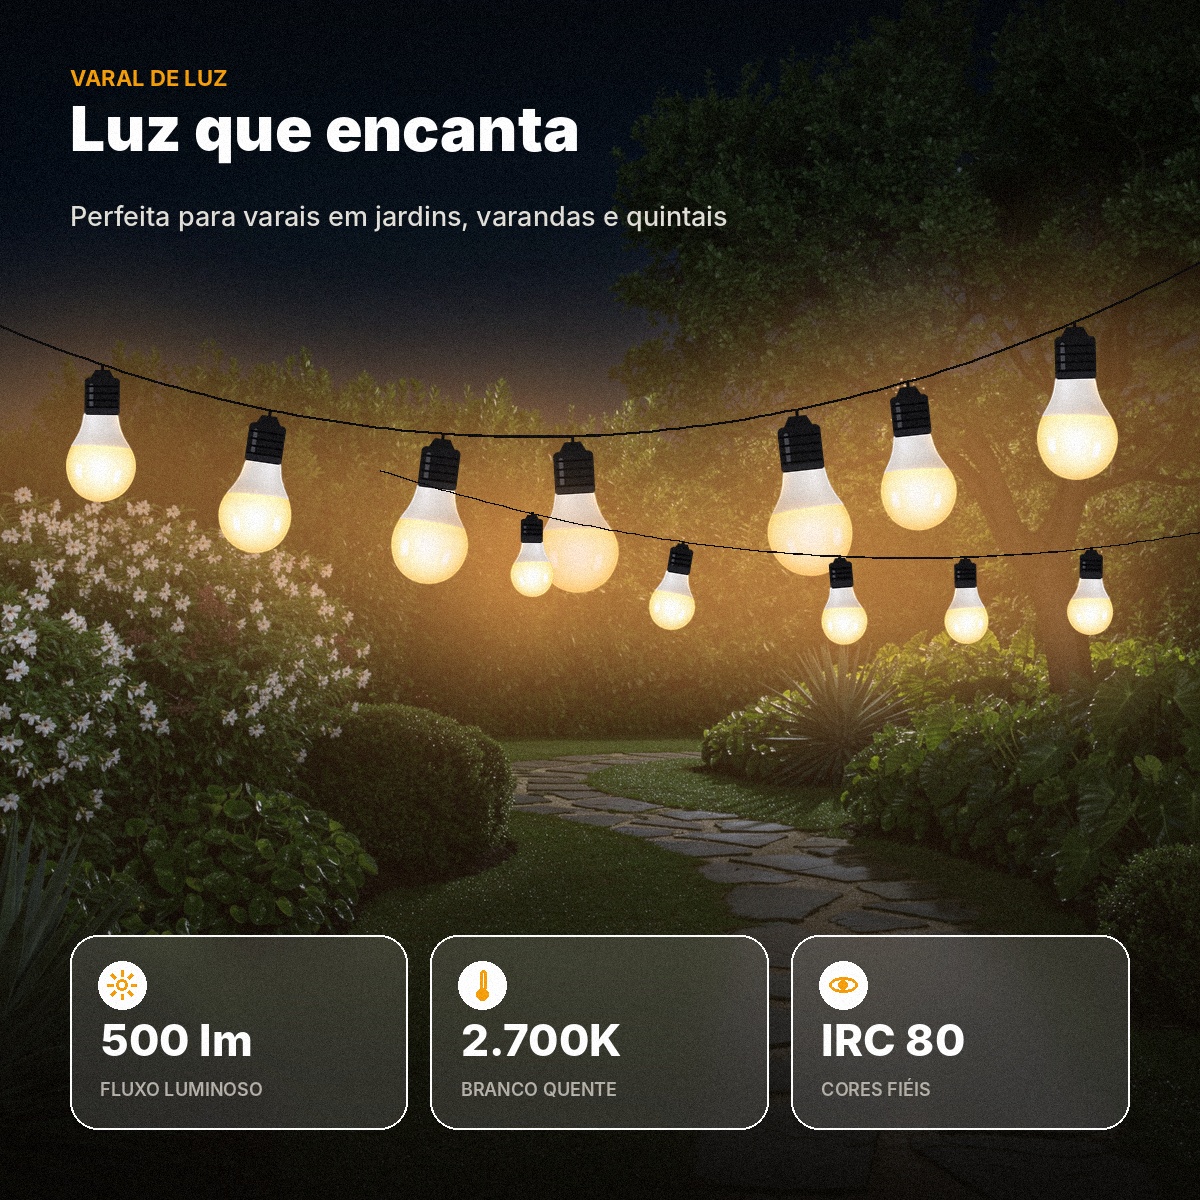 VARAL DE LUZ
Luz que encanta
Perfeita para varais em jardins, varandas e quintais
500 lm
FLUXO LUMINOSO
2.700K
BRANCO QUENTE
IRC 80
CORES FIÉIS